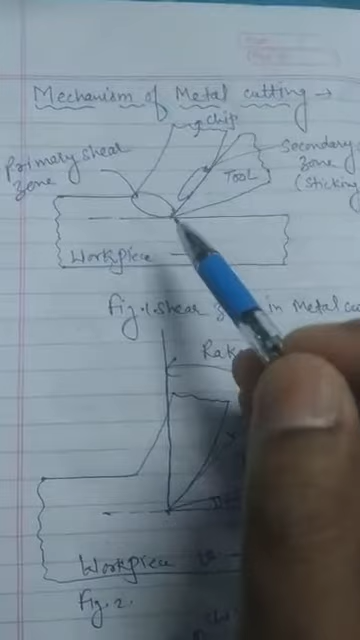 Mechanism of Metal cutting →
chip
Primary shear
zone
Secondary
zone
(Sticking
Tool
Workpiece
Fig. 1. shear in Metal
Rak
Workpiece
Fig. 2.